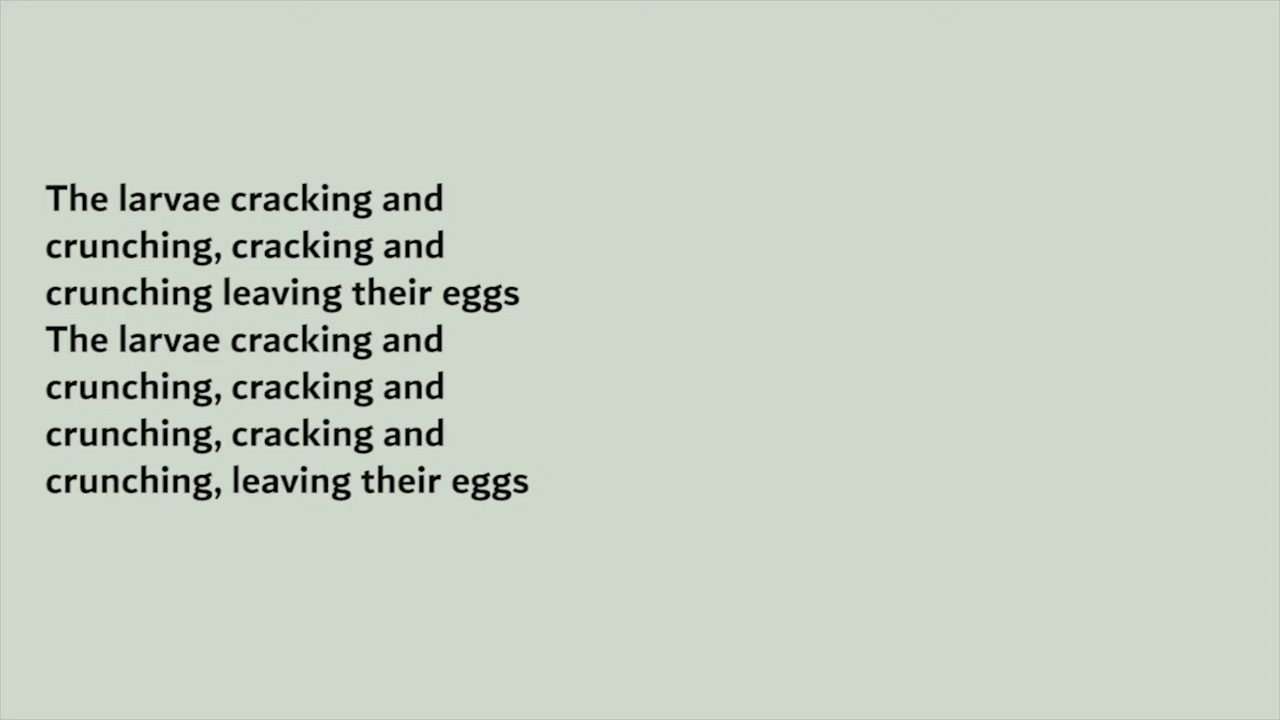 The larvae cracking and
crunching, cracking and
crunching leaving their eggs
The larvae cracking and
crunching, cracking and
crunching, cracking and
crunching, leaving their eggs